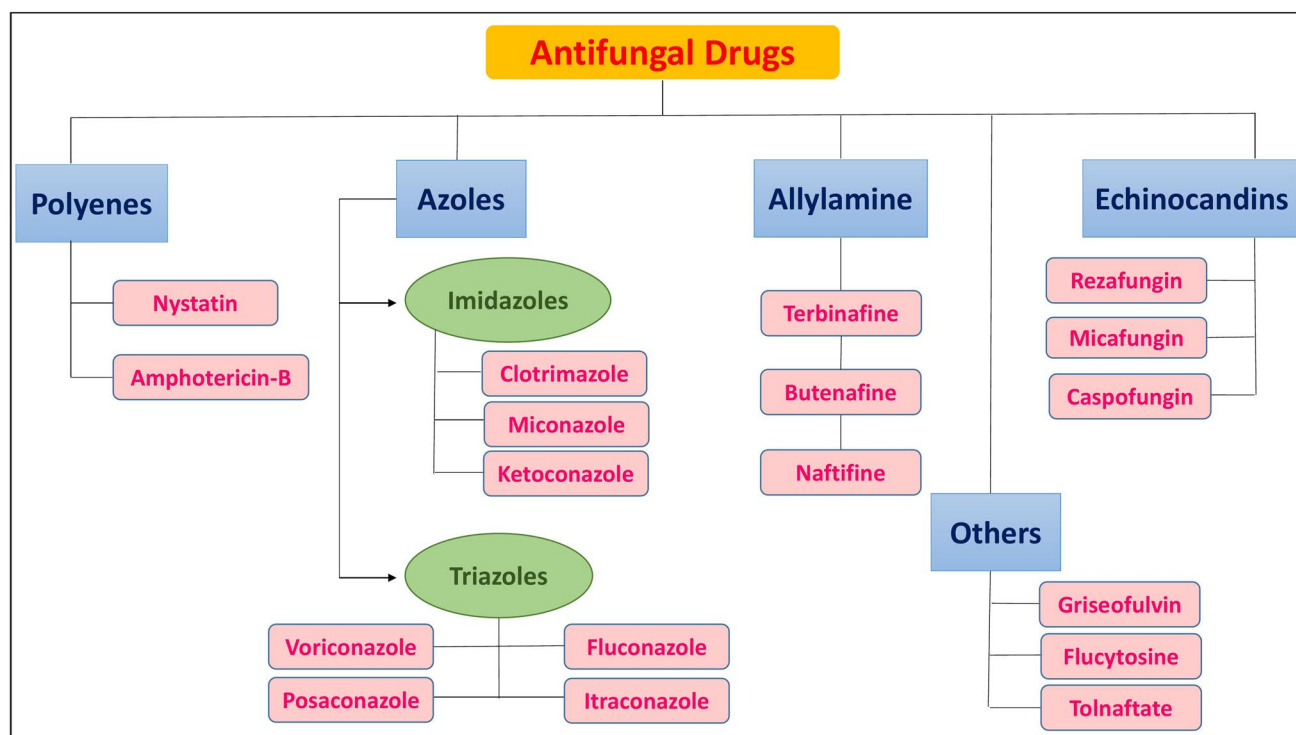 Antifungal Drugs
Polyenes
Nystatin
Amphotericin-B
Azoles
Imidazoles
Clotrimazole
Miconazole
Ketoconazole
Triazoles
Voriconazole
Fluconazole
Posaconazole
Itraconazole
Allylamine
Terbinafine
Butenafine
Naftifine
Others
Griseofulvin
Flucytosine
Tolnaftate
Echinocandins
Rezafungin
Micafungin
Caspofungin